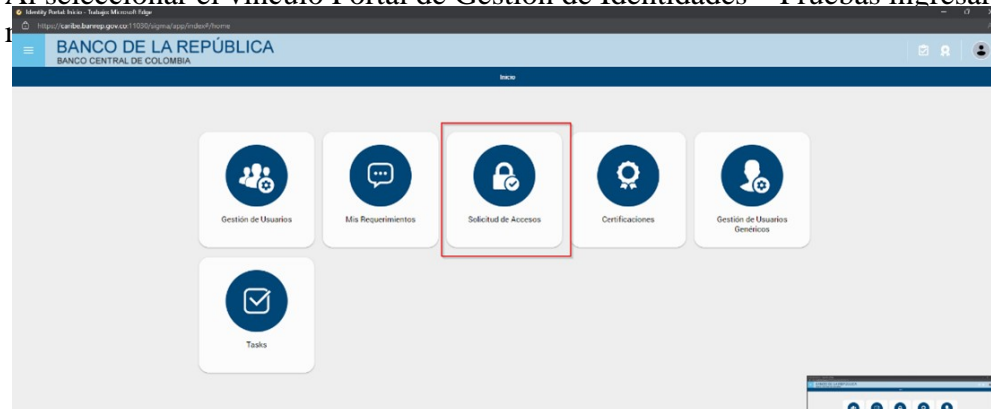 Al seleccionar el vínculo Portal de Gestión de Identidades – Pruebas ingresar
Identity Portal: Inicio - Trabajo: Microsoft Edge
https://caribe.banrep.gov.co:11030/sigma/app/index#/home
BANCO DE LA REPÚBLICA
BANCO CENTRAL DE COLOMBIA
Inicio
Gestión de Usuarios
Mis Requerimientos
Solicitud de Accesos
Certificaciones
Gestión de Usuarios
Genéricos
Tasks